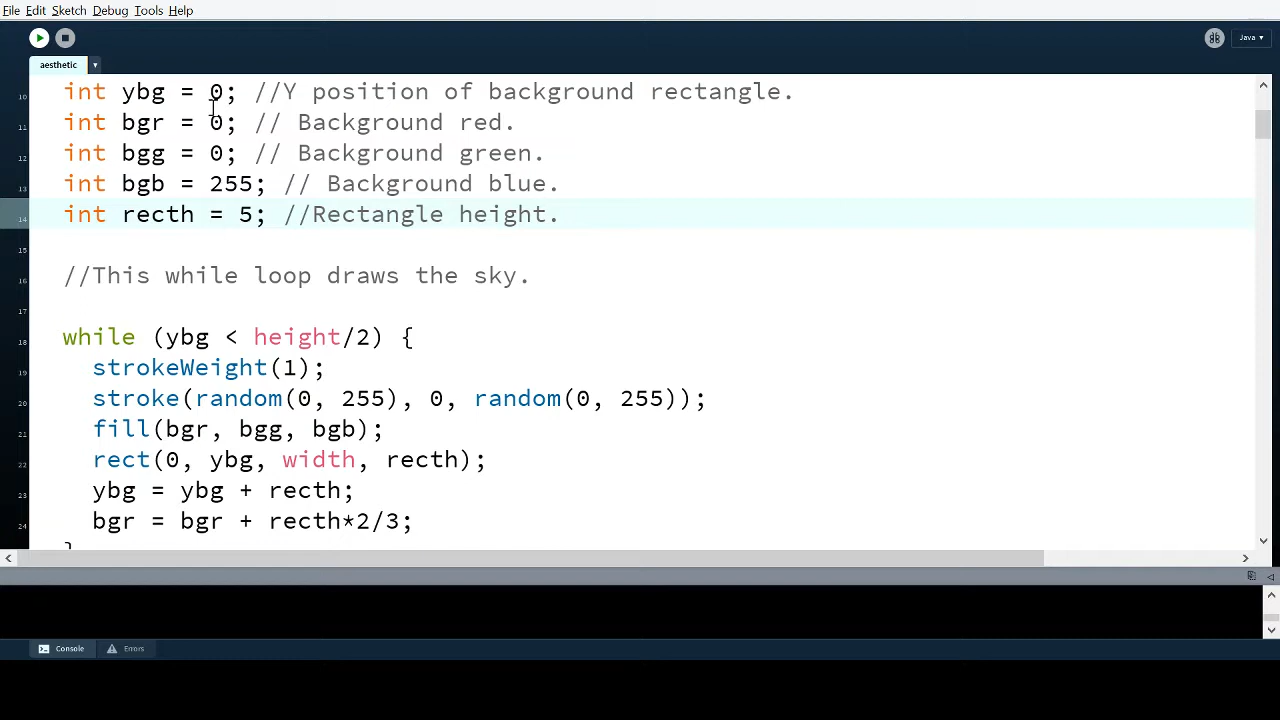 File Edit Sketch Debug Tools Help
Java ▾
aesthetic ▾
10 int ybg = 0; //Y position of background rectangle.
11 int bgr = 0; // Background red.
12 int bgg = 0; // Background green.
13 int bgb = 255; // Background blue.
14 int recth = 5; //Rectangle height.
15
16 //This while loop draws the sky.
17
18 while (ybg < height/2) {
19 strokeWeight(1);
20 stroke(random(0, 255), 0, random(0, 255));
21 fill(bgr, bgg, bgb);
22 rect(0, ybg, width, recth);
23 ybg = ybg + recth;
24 bgr = bgr + recth*2/3;
}
Console Errors